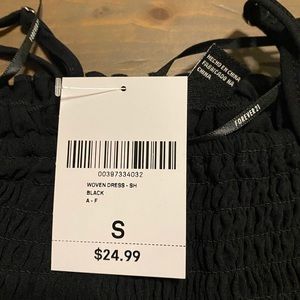 HECHO EN CHINA
FABRICADO NA
CHINA
FOREVER 21
00397334032
WOVEN DRESS - SH
BLACK
A - F
S
$24.99